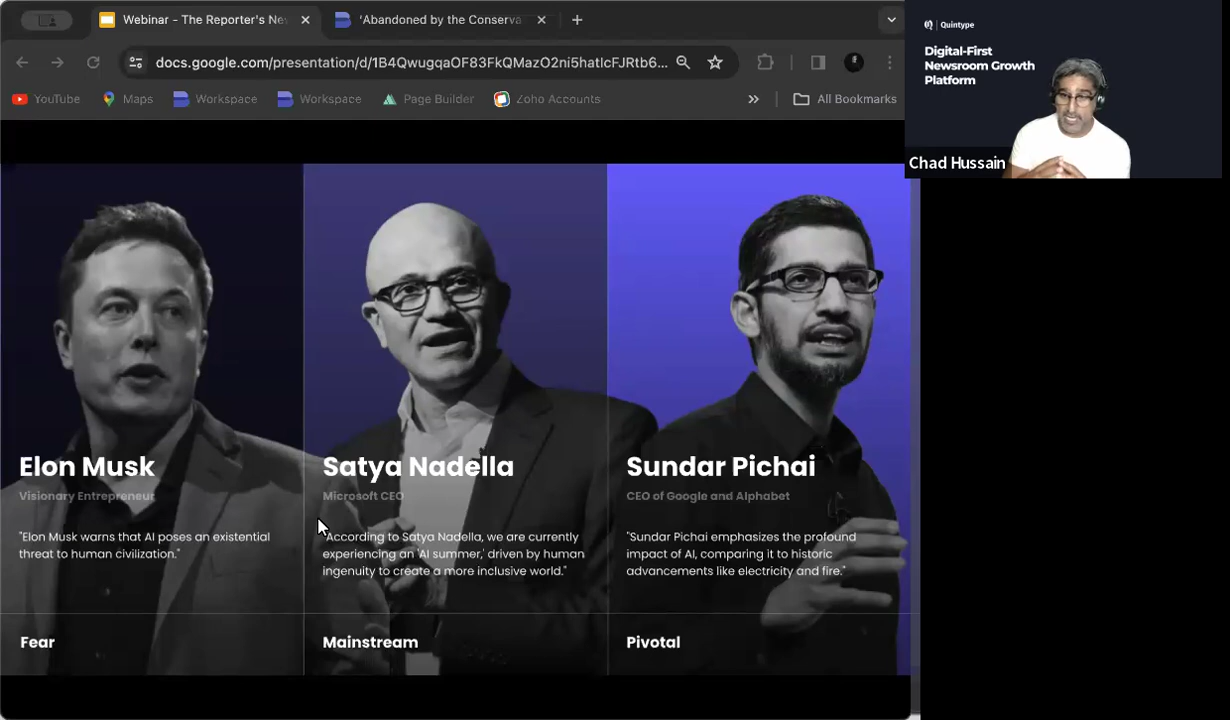 Webinar - The Reporter's Ne
'Abandoned by the Conserva
docs.google.com/presentation/d/1B4QwugqaOF83FkQMazO2ni5hatIcFJRtb6...
YouTube
Maps
Workspace
Workspace
Page Builder
Zoho Accounts
All Bookmarks
Quintype
Digital-First
Newsroom Growth
Platform
Chad Hussain
Elon Musk
Visionary Entrepreneur
"Elon Musk warns that AI poses an existential
threat to human civilization."
Fear
Satya Nadella
Microsoft CEO
"According to Satya Nadella, we are currently
experiencing an 'AI summer,' driven by human
ingenuity to create a more inclusive world."
Mainstream
Sundar Pichai
CEO of Google and Alphabet
"Sundar Pichai emphasizes the profound
impact of AI, comparing it to historic
advancements like electricity and fire."
Pivotal